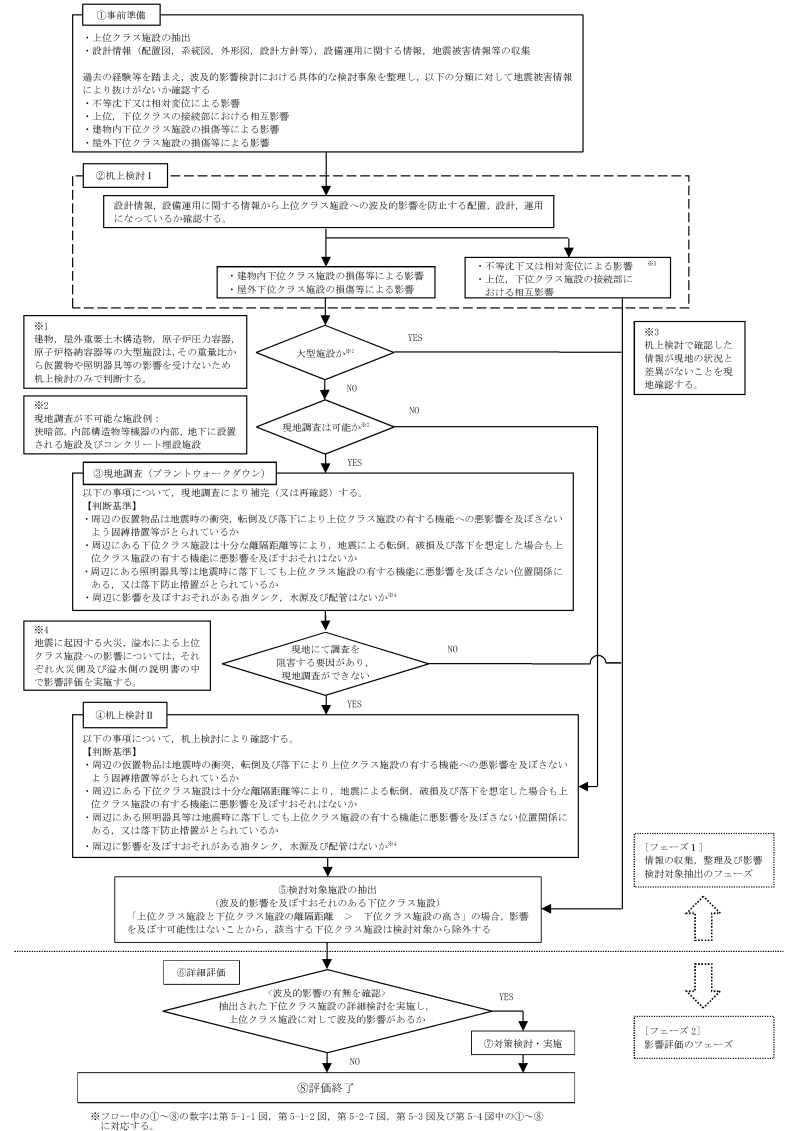 ①事前準備
・上位クラス施設の抽出
・設計情報（配置図，系統図，外形図，設計方針等），設備運用に関する情報，地震被害情報等の収集
過去の経験等を踏まえ，波及的影響検討における具体的な検討事象を整理し，以下の分類に対して地震被害情報
により抜けがないか確認する
・不等沈下又は相対変位による影響
・上位，下位クラスの接続部における相互影響
・建物内下位クラス施設の損傷等による影響
・屋外下位クラス施設の損傷等による影響
②机上検討Ⅰ
設計情報，設備運用に関する情報から上位クラス施設への波及的影響を防止する配置，設計，運用
になっているか確認する。
・建物内下位クラス施設の損傷等による影響
・屋外下位クラス施設の損傷等による影響
・不等沈下又は相対変位による影響 ※3
・上位，下位クラス施設の接続部に
おける相互影響
※1
建物，屋外重要土木構造物，原子炉圧力容器，
原子炉格納容器等の大型施設は，その重量比か
ら仮置物や照明器具等の影響を受けないため
机上検討のみで判断する。
大型施設か※1
YES
NO
※3
机上検討で確認した
情報が現地の状況と
差異がないことを現
地確認する。
※2
現地調査が不可能な施設例：
狭暗部，内部構造物等機器の内部，地下に設置
される施設及びコンクリート埋設施設
現地調査は可能か※2
NO
YES
③現地調査（プラントウォークダウン）
以下の事項について，現地調査により補完（又は再確認）する。
【判断基準】
・周辺の仮置物品は地震時の衝突，転倒及び落下により上位クラス施設の有する機能への悪影響を及ぼさない
よう固縛措置等がとられているか
・周辺にある下位クラス施設は十分な離隔距離等により，地震による転倒，破損及び落下を想定した場合も上
位クラス施設の有する機能に悪影響を及ぼすおそれはないか
・周辺にある照明器具等は地震時に落下しても上位クラス施設の有する機能に悪影響を及ぼさない位置関係に
ある，又は落下防止措置がとられているか
・周辺に影響を及ぼすおそれがある油タンク，水源及び配管はないか※4
※4
地震に起因する火災，溢水による上位
クラス施設への影響については，それ
ぞれ火災側及び溢水側の説明書の中
で影響評価を実施する。
現地にて調査を
阻害する要因があり，
現地調査ができない
NO
YES
④机上検討Ⅱ
以下の事項について，机上検討により確認する。
【判断基準】
・周辺の仮置物品は地震時の衝突，転倒及び落下により上位クラス施設の有する機能への悪影響を及ぼさない
よう固縛措置等がとられているか
・周辺にある下位クラス施設は十分な離隔距離等により，地震による転倒，破損及び落下を想定した場合も上
位クラス施設の有する機能に悪影響を及ぼすおそれはないか
・周辺にある照明器具等は地震時に落下しても上位クラス施設の有する機能に悪影響を及ぼさない位置関係に
ある，又は落下防止措置がとられているか
・周辺に影響を及ぼすおそれがある油タンク，水源及び配管はないか※4
[フェーズ1]
情報の収集，整理及び影響
検討対象抽出のフェーズ
⑤検討対象施設の抽出
（波及的影響を及ぼすおそれのある下位クラス施設）
「上位クラス施設と下位クラス施設の離隔距離　＞　下位クラス施設の高さ」の場合，影響
を及ぼす可能性はないことから，該当する下位クラス施設は検討対象から除外する
⑥詳細評価
<波及的影響の有無を確認>
抽出された下位クラス施設の詳細検討を実施し，
上位クラス施設に対して波及的影響があるか
YES
⑦対策検討・実施
NO
[フェーズ2]
影響評価のフェーズ
⑧評価終了
※フロー中の①～⑧の数字は第 5-1-1 図，第 5-1-2 図，第 5-2-7 図，第 5-3 図及び第 5-4 図中の①～⑧
に対応する。